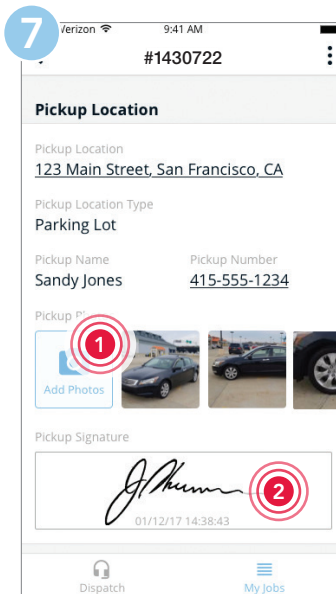 7
Verizon 9:41 AM
#1430722
Pickup Location
Pickup Location
123 Main Street, San Francisco, CA
Pickup Location Type
Parking Lot
Pickup Name Pickup Number
Sandy Jones 415-555-1234
Pickup
1
Add Photos
Pickup Signature
2
01/12/17 14:38:43
Dispatch My Jobs